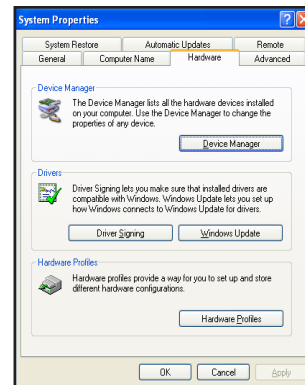 System Properties
System Restore Automatic Updates Remote
General Computer Name Hardware Advanced
Device Manager
The Device Manager lists all the hardware devices installed
on your computer. Use the Device Manager to change the
properties of any device.
Device Manager
Drivers
Driver Signing lets you make sure that installed drivers are
compatible with Windows. Windows Update lets you set up
how Windows connects to Windows Update for drivers.
Driver Signing Windows Update
Hardware Profiles
Hardware profiles provide a way for you to set up and store
different hardware configurations.
Hardware Profiles
OK Cancel Apply